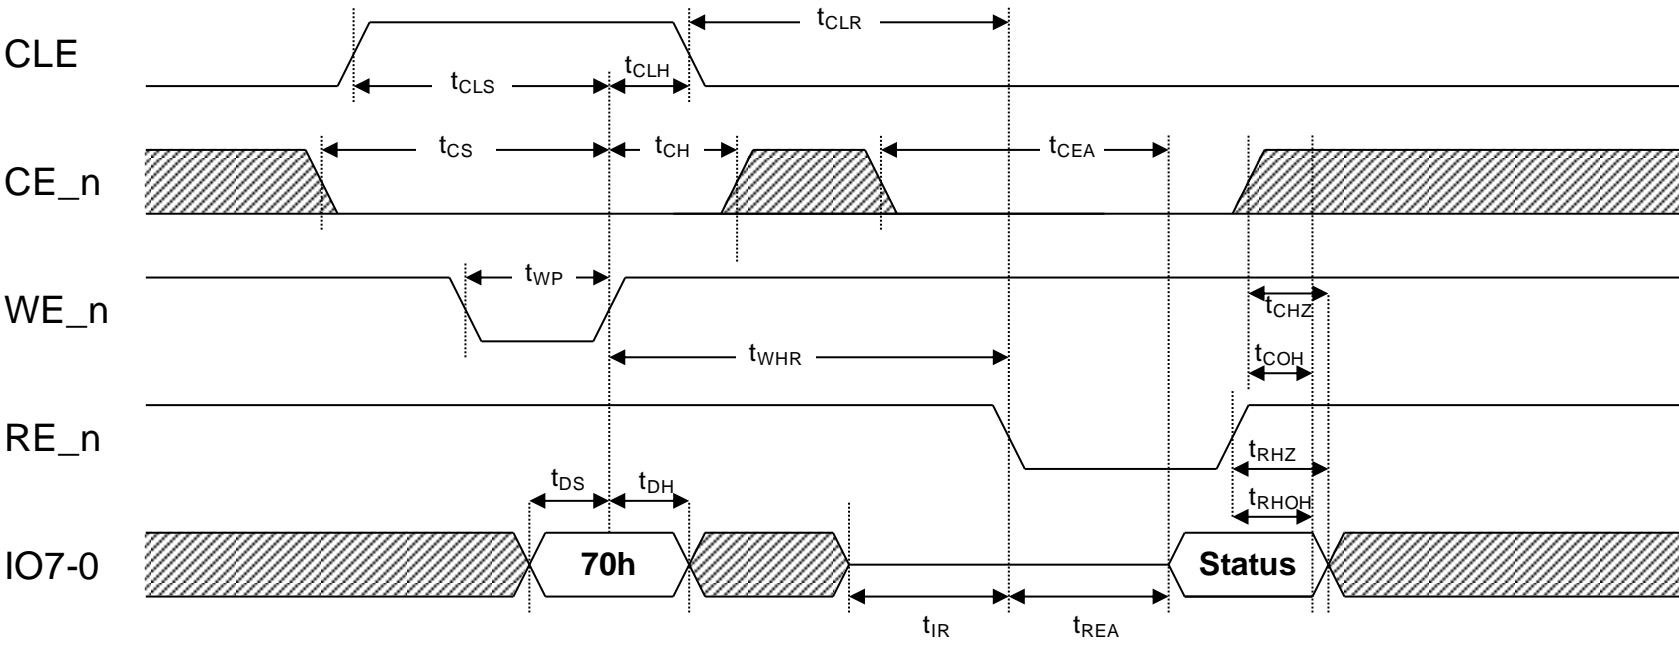 tCLR
CLE
tCLH
tCLS
tCS
tCH
tCEA
CE_n
tWP
WE_n
tCHZ
tWHR
tCOH
RE_n
tRHZ
tDS
tDH
tRHOH
IO7-0
70h
Status
tIR
tREA